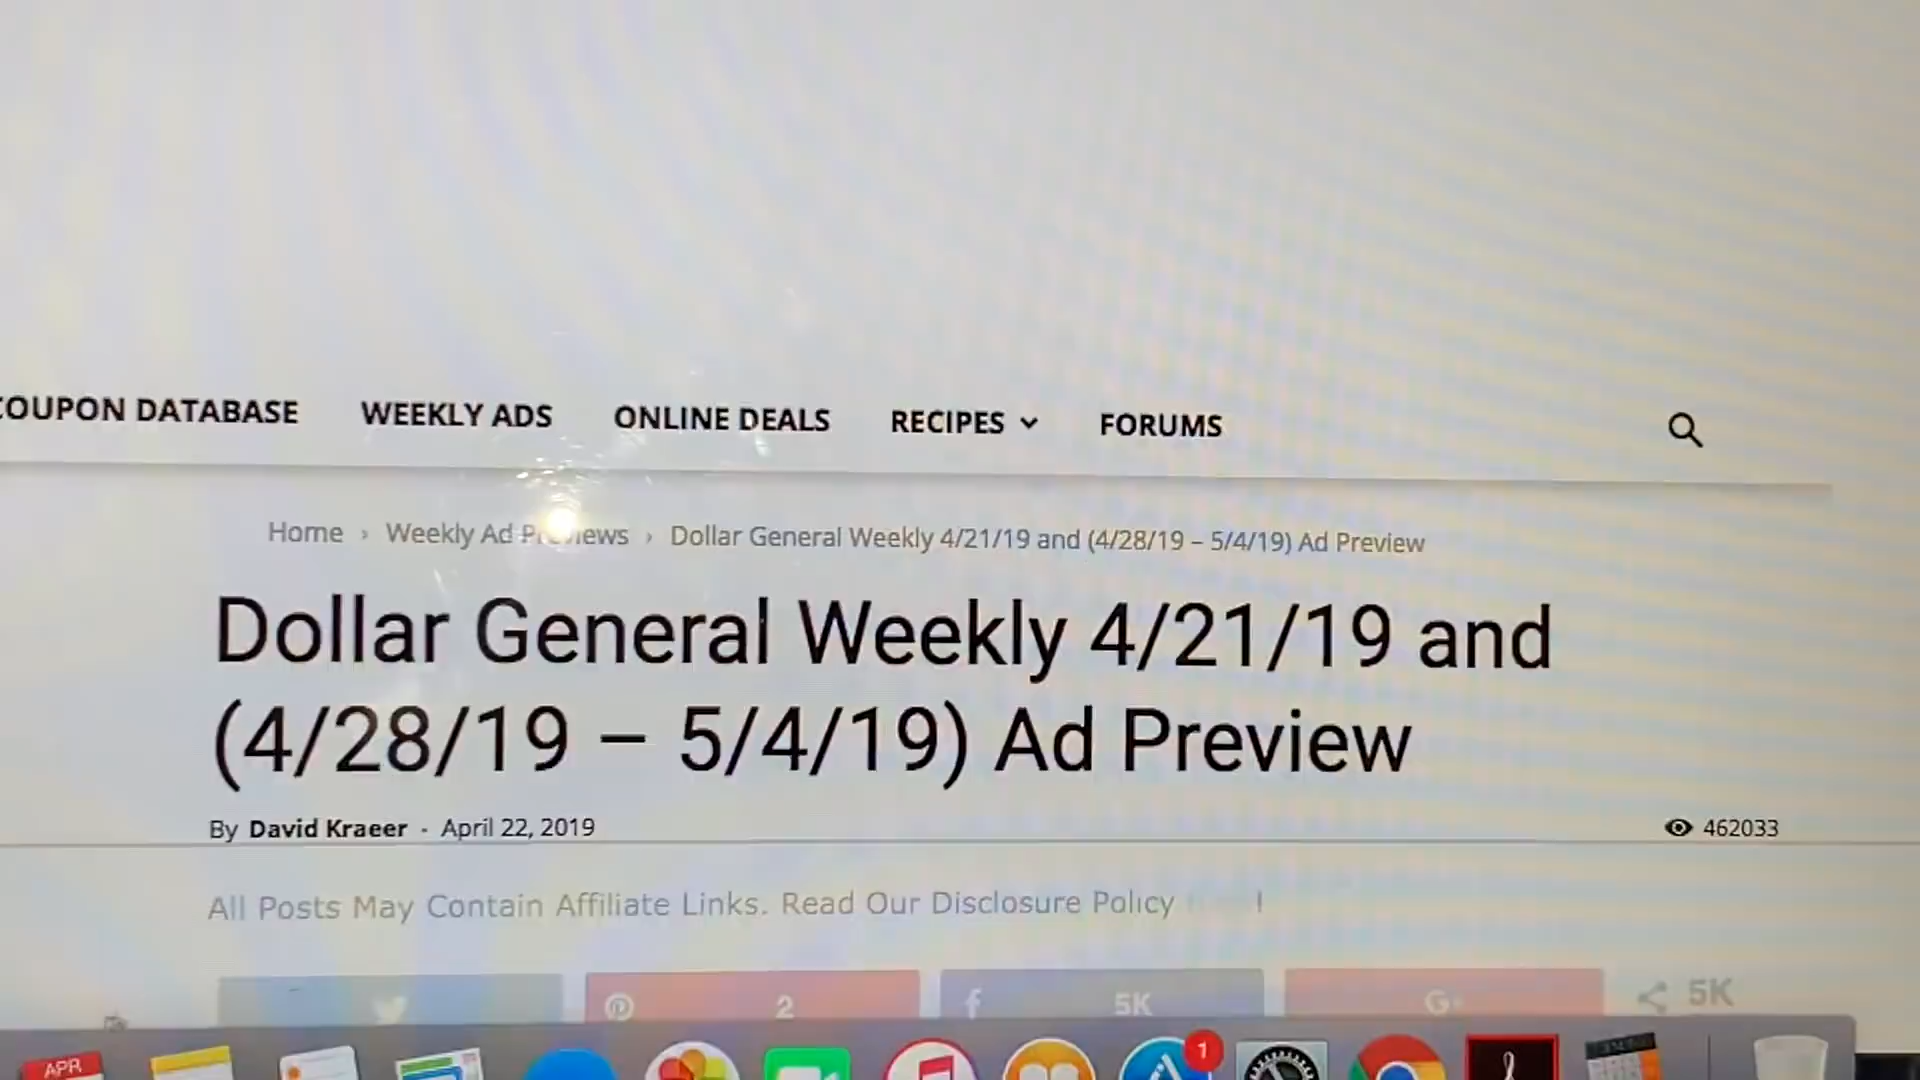 COUPON DATABASE WEEKLY ADS ONLINE DEALS RECIPES FORUMS
Home › Weekly Ad Previews › Dollar General Weekly 4/21/19 and (4/28/19 – 5/4/19) Ad Preview
Dollar General Weekly 4/21/19 and
(4/28/19 – 5/4/19) Ad Preview
By David Kraeer - April 22, 2019 462033
All Posts May Contain Affiliate Links. Read Our Disclosure Policy !
2 5K G+ 5K
APR 1